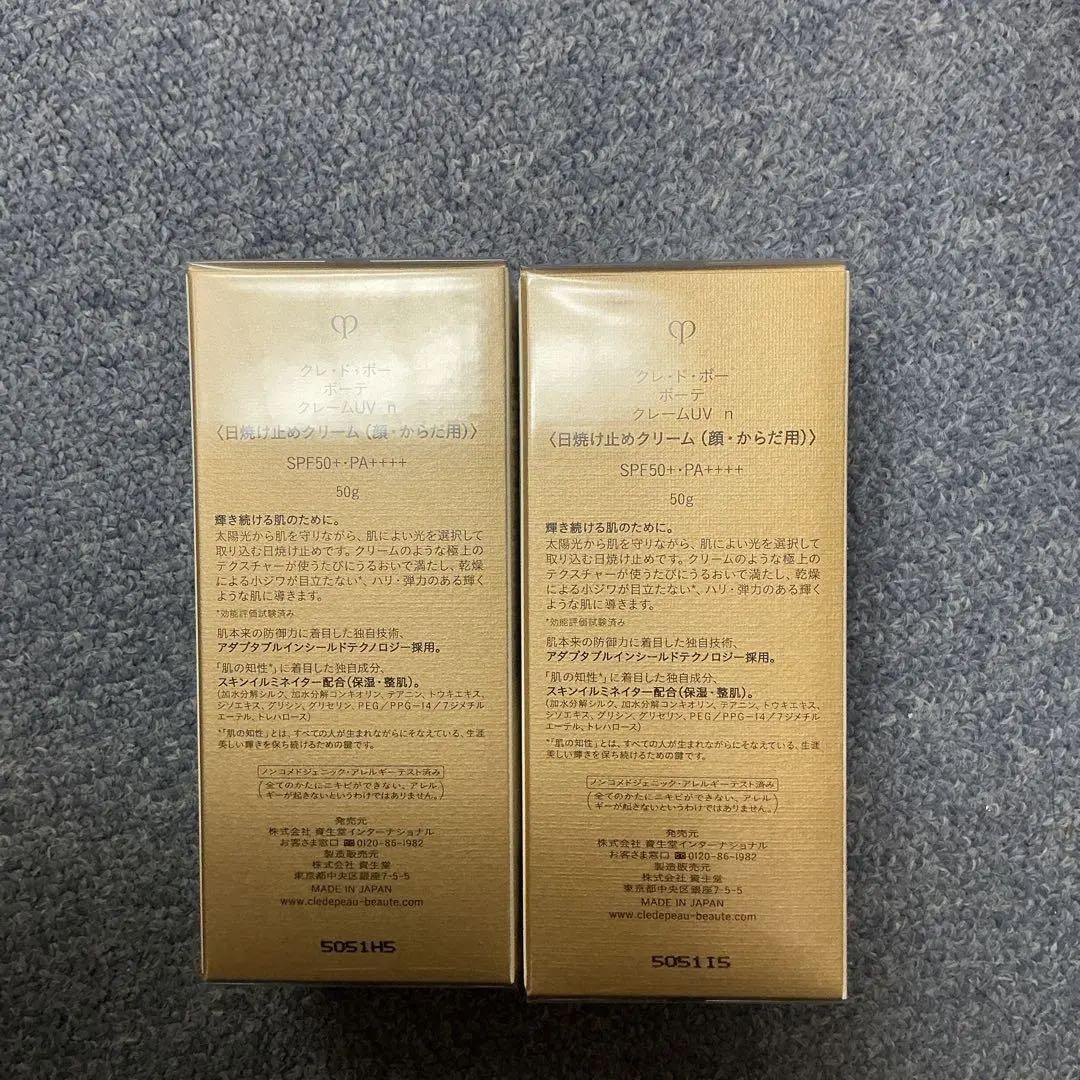 クレ・ド・ポー
ボーテ
クレームUV n
〈日焼け止めクリーム(顔・からだ用)〉
SPF50+・PA++++
50g
輝き続ける肌のために。
太陽光から肌を守りながら、肌によい光を選択して
取り込む日焼け止めです。クリームのような極上の
テクスチャーが使うたびにうるおいで満たし、乾燥
による小ジワが目立たない*、ハリ・弾力のある輝く
ような肌に導きます。
*効能評価試験済み
肌本来の防御力に着目した独自技術、
アダプタブルインシールドテクノロジー採用。
「肌の知性*」に着目した独自成分、
スキンイルミネイター配合(保湿・整肌)。
(加水分解シルク、加水分解コンキオリン、テアニン、トウキエキス、
シソエキス、グリシン、グリセリン、PEG/PPG-14/7ジメチル
エーテル、トレハロース)
*「肌の知性」とは、すべての人が生まれながらにそなえている、生涯
美しい輝きを保ち続けるための鍵です。
ノンコメドジェニック・アレルギーテスト済み
(全てのかたにニキビができない、アレル
ギーが起きないというわけではありません。)
発売元
株式会社 資生堂インターナショナル
お客さま窓口 0120-86-1982
製造販売元
株式会社 資生堂
東京都中央区銀座7-5-5
MADE IN JAPAN
www.cledepeau-beaute.com
5051H5
クレ・ド・ポー
ボーテ
クレームUV n
〈日焼け止めクリーム(顔・からだ用)〉
SPF50+・PA++++
50g
輝き続ける肌のために。
太陽光から肌を守りながら、肌によい光を選択して
取り込む日焼け止めです。クリームのような極上の
テクスチャーが使うたびにうるおいで満たし、乾燥
による小ジワが目立たない*、ハリ・弾力のある輝く
ような肌に導きます。
*効能評価試験済み
肌本来の防御力に着目した独自技術、
アダプタブルインシールドテクノロジー採用。
「肌の知性*」に着目した独自成分、
スキンイルミネイター配合(保湿・整肌)。
(加水分解シルク、加水分解コンキオリン、テアニン、トウキエキス、
シソエキス、グリシン、グリセリン、PEG/PPG-14/7ジメチル
エーテル、トレハロース)
*「肌の知性」とは、すべての人が生まれながらにそなえている、生涯
美しい輝きを保ち続けるための鍵です。
ノンコメドジェニック・アレルギーテスト済み
(全てのかたにニキビができない、アレル
ギーが起きないというわけではありません。)
発売元
株式会社 資生堂インターナショナル
お客さま窓口 0120-86-1982
製造販売元
株式会社 資生堂
東京都中央区銀座7-5-5
MADE IN JAPAN
www.cledepeau-beaute.com
5051I5